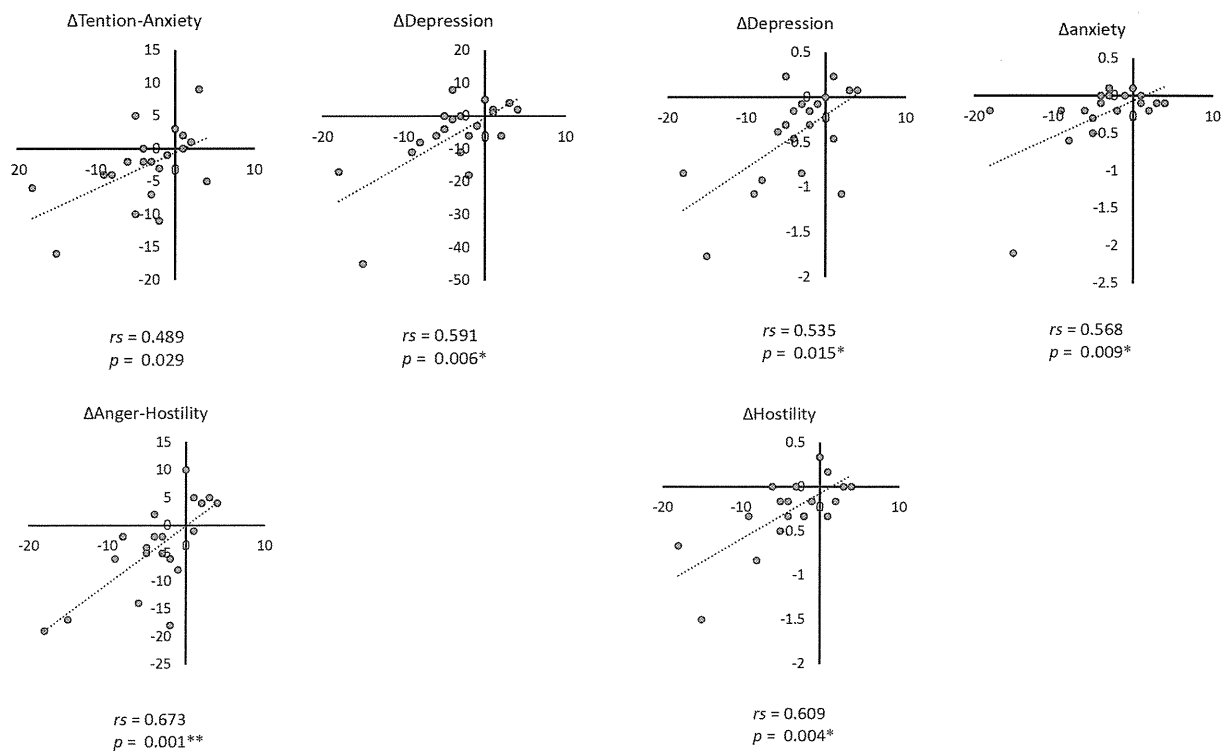 ΔTention-Anxiety
15
10
5
0
-20 -10 0 10
-5
-10
-15
-20
rs = 0.489
p = 0.029
ΔDepression
20
10
0
-20 -10 0 10
-10
-20
-30
-40
-50
rs = 0.591
p = 0.006*
ΔDepression
0.5
0
-20 -10 0 10
-0.5
-1
-1.5
-2
rs = 0.535
p = 0.015*
Δanxiety
0.5
0
-20 -10 0 10
-0.5
-1
-1.5
-2
-2.5
rs = 0.568
p = 0.009*
ΔAnger-Hostility
15
10
5
0
-20 -10 0 10
-5
-10
-15
-20
-25
rs = 0.673
p = 0.001**
ΔHostility
0.5
0
-20 -10 0 10
-0.5
-1
-1.5
-2
rs = 0.609
p = 0.004*